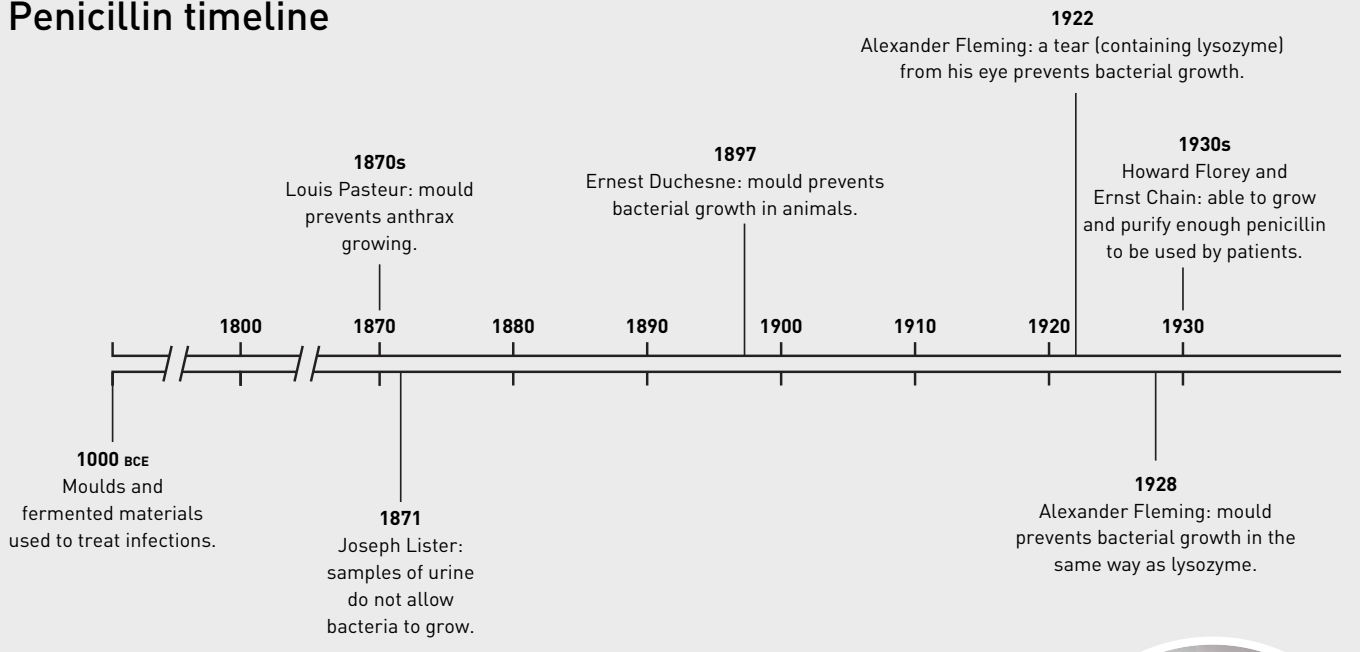 Penicillin timeline
1922
Alexander Fleming: a tear (containing lysozyme)
from his eye prevents bacterial growth.
1870s
Louis Pasteur: mould
prevents anthrax
growing.
1897
Ernest Duchesne: mould prevents
bacterial growth in animals.
1930s
Howard Florey and
Ernst Chain: able to grow
and purify enough penicillin
to be used by patients.
1800
1870
1880
1890
1900
1910
1920
1930
1000 BCE
Moulds and
fermented materials
used to treat infections.
1871
Joseph Lister:
samples of urine
do not allow
bacteria to grow.
1928
Alexander Fleming: mould
prevents bacterial growth in the
same way as lysozyme.